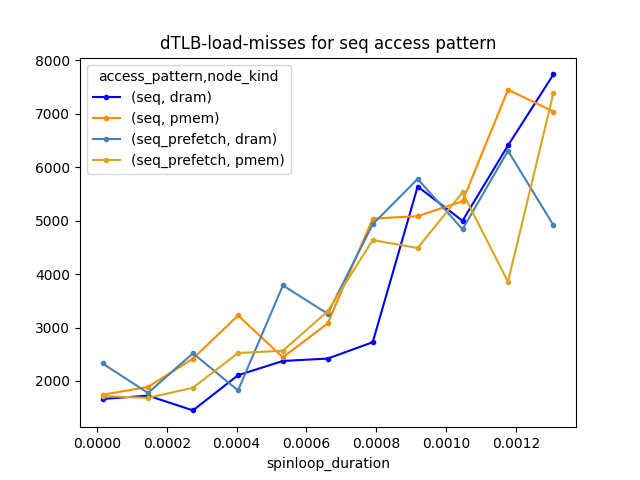 dTLB-load-misses for seq access pattern
8000
7000
6000
5000
4000
3000
2000
access_pattern,node_kind
(seq, dram)
(seq, pmem)
(seq_prefetch, dram)
(seq_prefetch, pmem)
0.0000 0.0002 0.0004 0.0006 0.0008 0.0010 0.0012
spinloop_duration